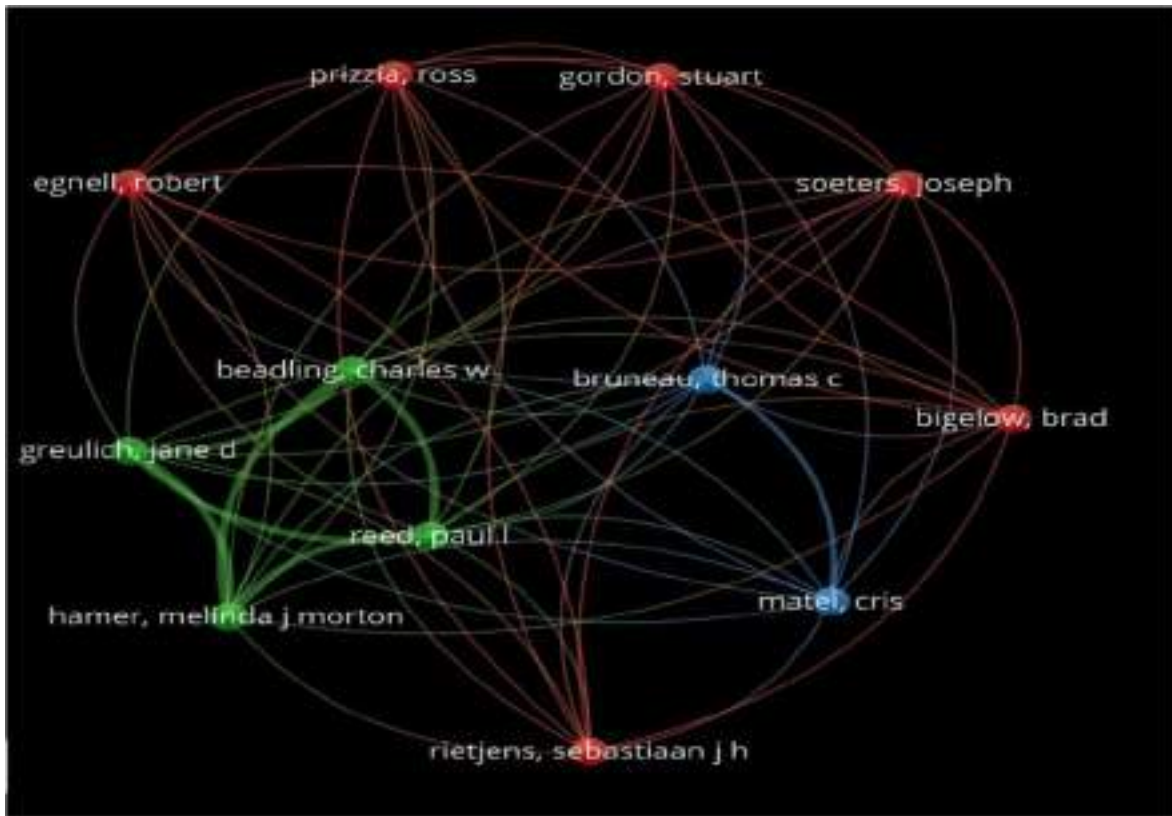 prizzia, ross
gordon, stuart
egnell, robert
soeters, joseph
beadling, charles w
bruneau, thomas c
bigelow, brad
greulich, jane d
reed, paul l
matei, cris
hamer, melinda j.morton
rietjens, sebastiaan j h